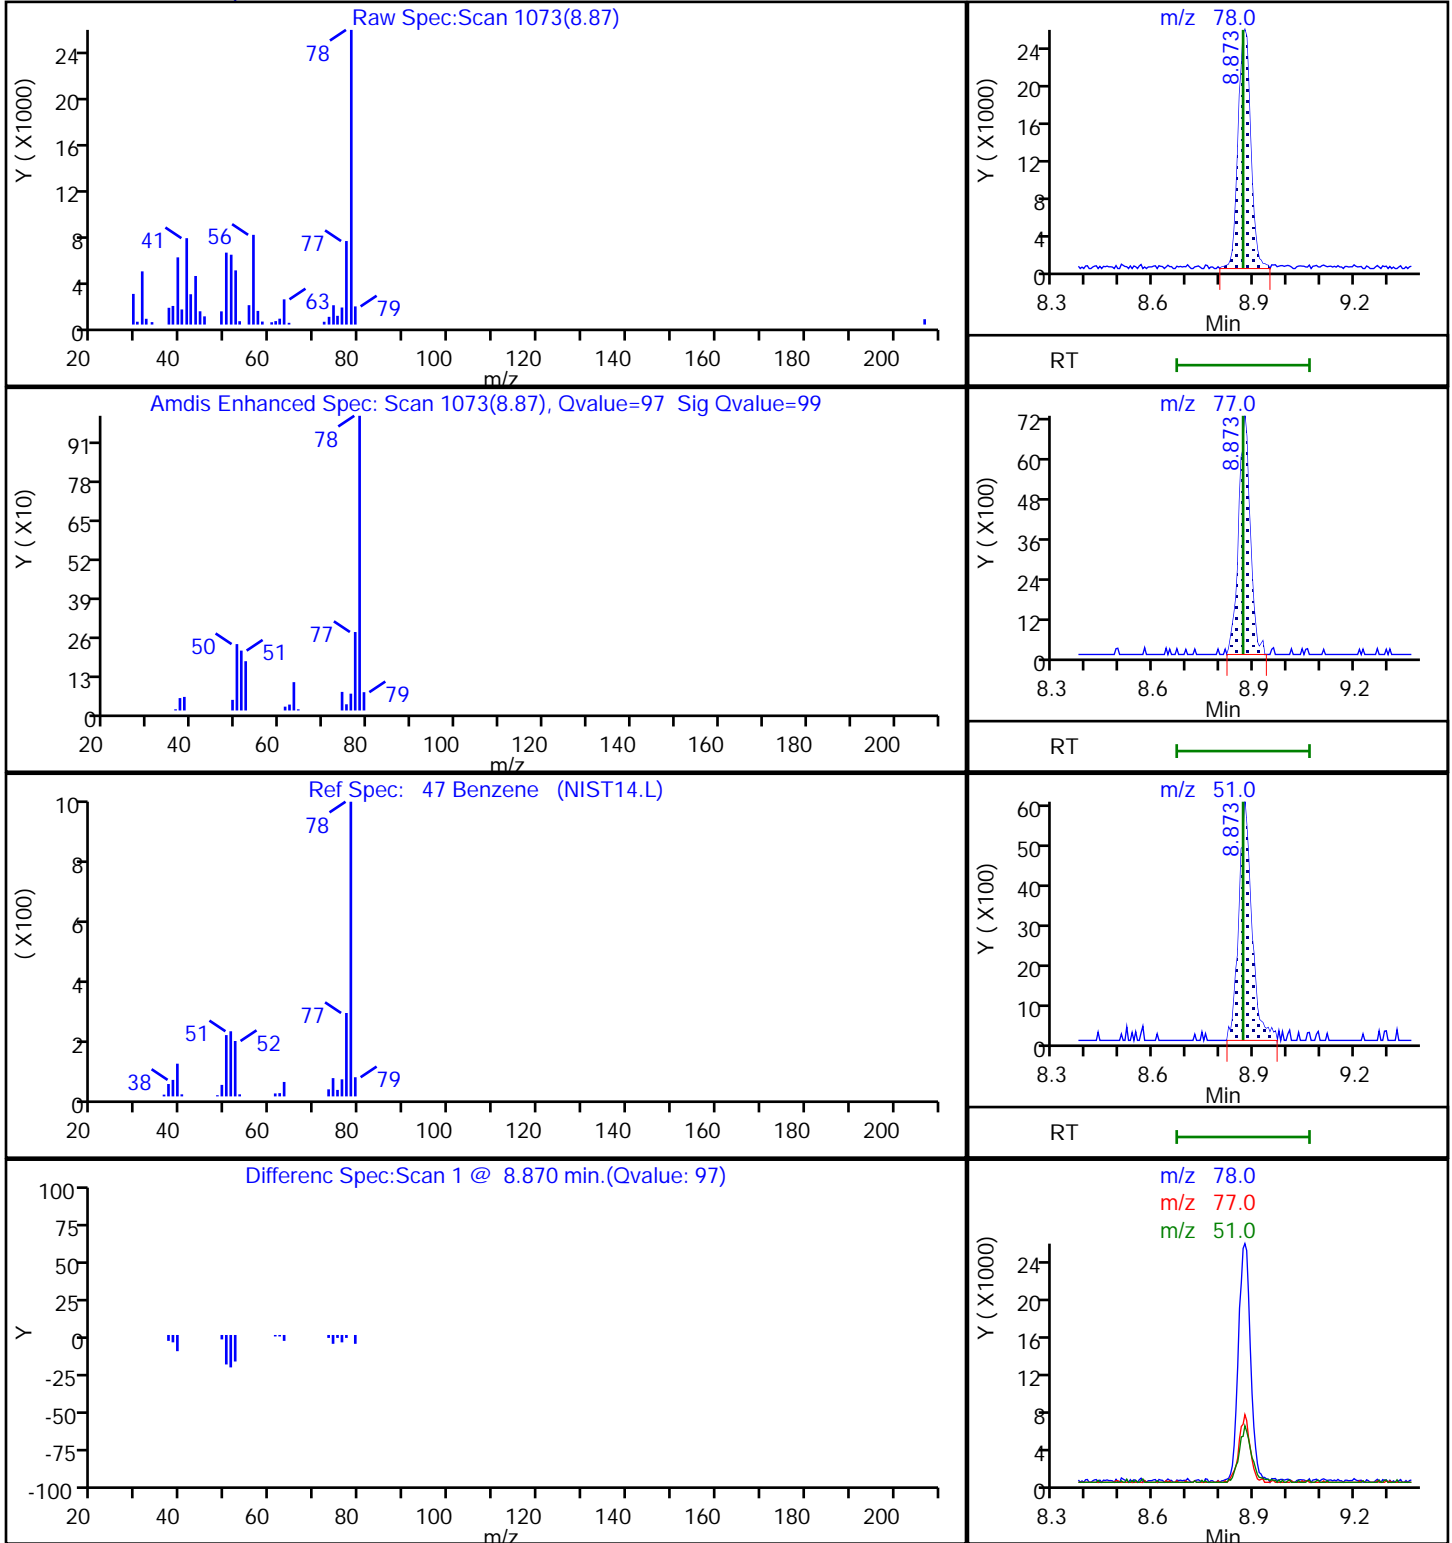 Raw Spec:Scan 1073(8.87)
Y ( X1000)
24
20
16
12
8
4
0
78
41
56
77
63
79
20 40 60 80 100 120 140 160 180 200
m/z
m/z 78.0
Y ( X1000)
24
20
16
12
8
4
0
8.873
8.3 8.6 8.9 9.2
Min
RT
Amdis Enhanced Spec: Scan 1073(8.87), Qvalue=97 Sig Qvalue=99
Y ( X10)
91
78
65
52
39
26
13
0
78
50
51
77
79
20 40 60 80 100 120 140 160 180 200
m/z
m/z 77.0
Y ( X100)
72
60
48
36
24
12
0
8.873
8.3 8.6 8.9 9.2
Min
RT
Ref Spec: 47 Benzene (NIST14.L)
( X100)
10
8
6
4
2
0
78
77
51
52
38
79
20 40 60 80 100 120 140 160 180 200
m/z 51.0
Y ( X100)
60
50
40
30
20
10
0
8.873
8.3 8.6 8.9 9.2
Min
RT
Differenc Spec:Scan 1 @ 8.870 min.(Qvalue: 97)
Y
100
75
50
25
0
-25
-50
-75
-100
20 40 60 80 100 120 140 160 180 200
m/z
m/z 78.0
m/z 77.0
m/z 51.0
Y ( X1000)
24
20
16
12
8
4
0
8.3 8.6 8.9 9.2
Min